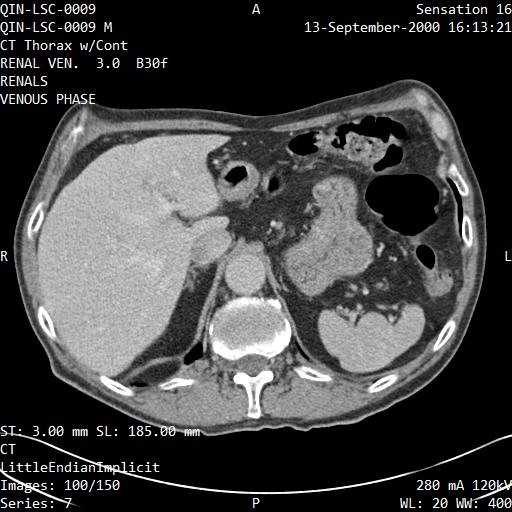 QIN-LSC-0009
A
Sensation 16
QIN-LSC-0009 M
13-September-2000 16:13:21
CT Thorax w/Cont
RENAL VEN. 3.0 B30f
RENALS
VENOUS PHASE
R
L
ST: 3.00 mm SL: 185.00 mm
CT
LittleEndianImplicit
Images: 100/150
280 mA 120kV
Series: 7
P
WL: 20 WW: 400